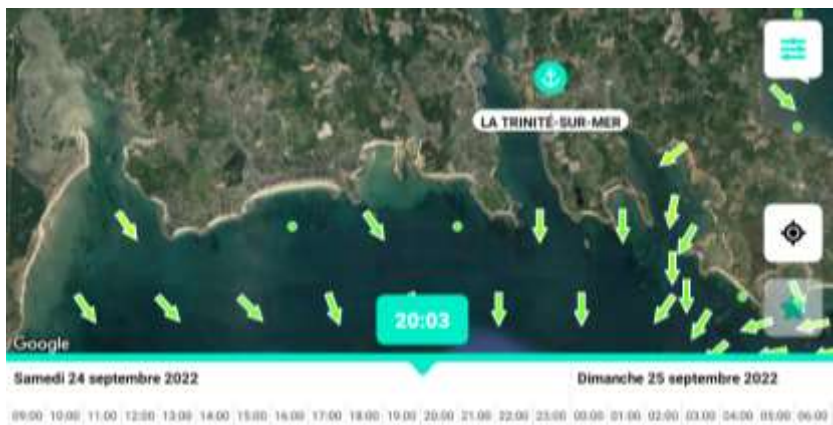 LA TRINITÉ-SUR-MER
20:03
Google
Samedi 24 septembre 2022 Dimanche 25 septembre 2022
09:00 10:00 11:00 12:00 13:00 14:00 15:00 16:00 17:00 18:00 19:00 20:00 21:00 22:00 23:00 00:00 01:00 02:00 03:00 04:00 05:00 06:00